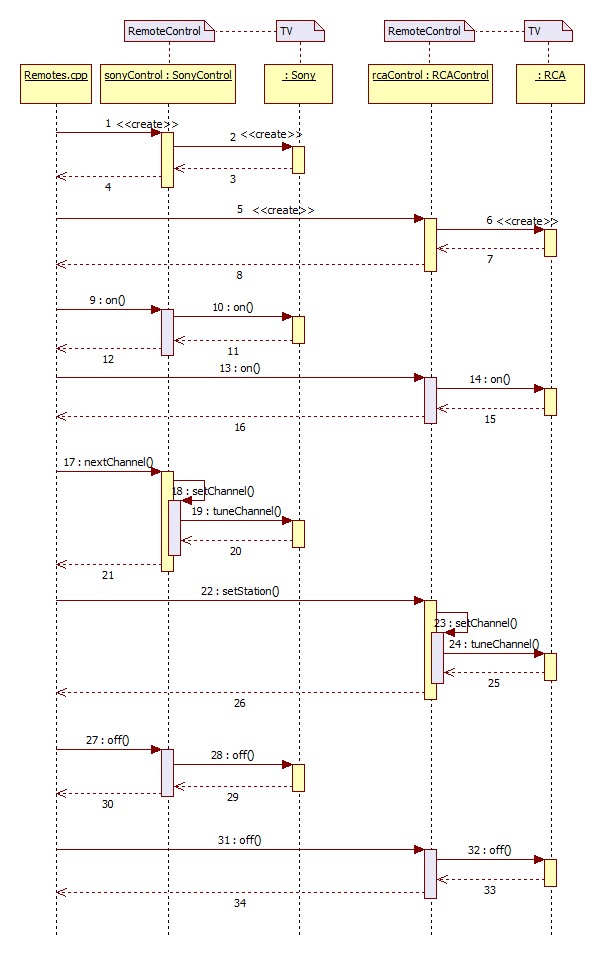 RemoteControl
TV
RemoteControl
TV
Remotes.cpp
sonyControl : SonyControl
: Sony
rcaControl : RCAControl
: RCA
1 <<create>>
2 <<create>>
3
4
5 <<create>>
6 <<create>>
7
8
9 : on()
10 : on()
11
12
13 : on()
14 : on()
15
16
17 : nextChannel()
18 : setChannel()
19 : tuneChannel()
20
21
22 : setStation()
23 : setChannel()
24 : tuneChannel()
25
26
27 : off()
28 : off()
29
30
31 : off()
32 : off()
33
34